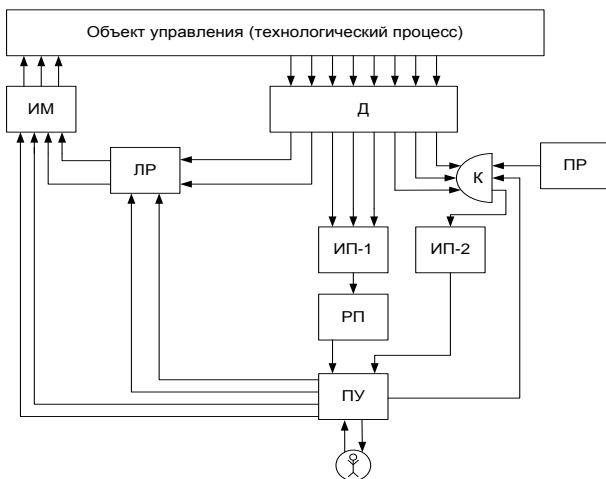 Объект управления (технологический процесс)
ИМ
Д
ЛР
К
ПР
ИП-1
ИП-2
РП
ПУ